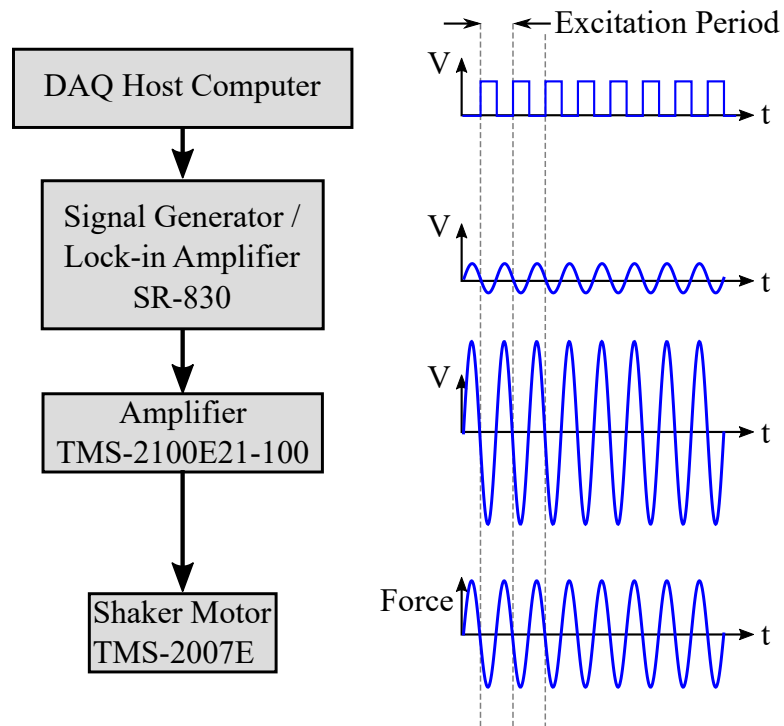 DAQ Host Computer
Signal Generator /
Lock-in Amplifier
SR-830
Amplifier
TMS-2100E21-100
Shaker Motor
TMS-2007E
Excitation Period
V
t
V
t
V
t
Force
t